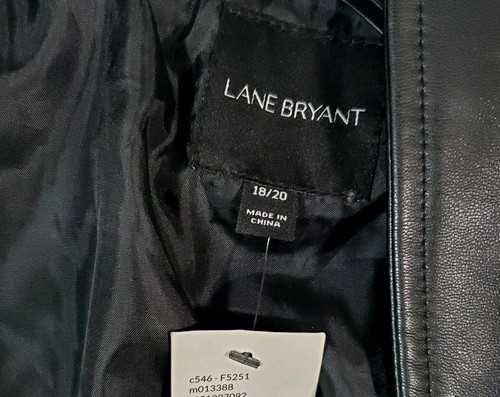 LANE BRYANT
18/20
MADE IN
CHINA
c546 - F5251
m013388